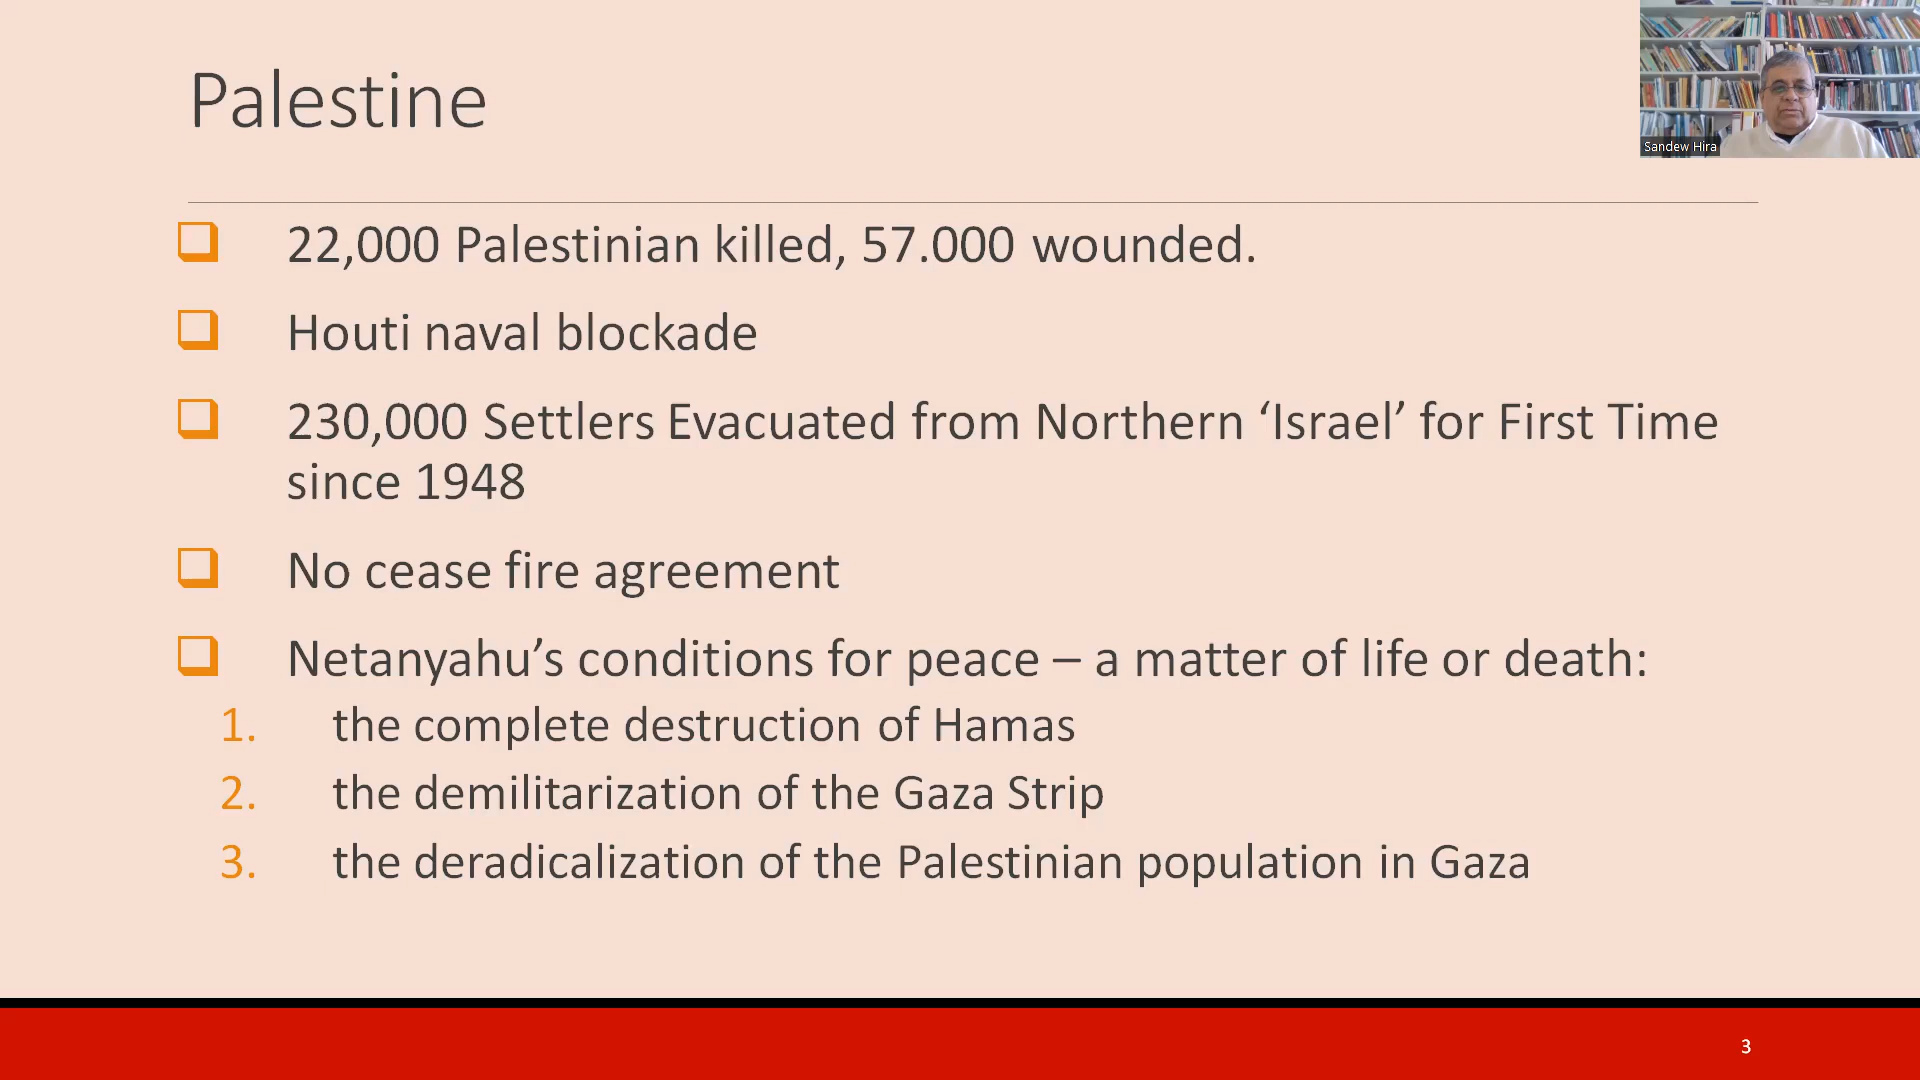 Palestine
Sandew Hira
22,000 Palestinian killed, 57.000 wounded.
Houti naval blockade
230,000 Settlers Evacuated from Northern ‘Israel’ for First Time
since 1948
No cease fire agreement
Netanyahu’s conditions for peace – a matter of life or death:
1. the complete destruction of Hamas
2. the demilitarization of the Gaza Strip
3. the deradicalization of the Palestinian population in Gaza
3